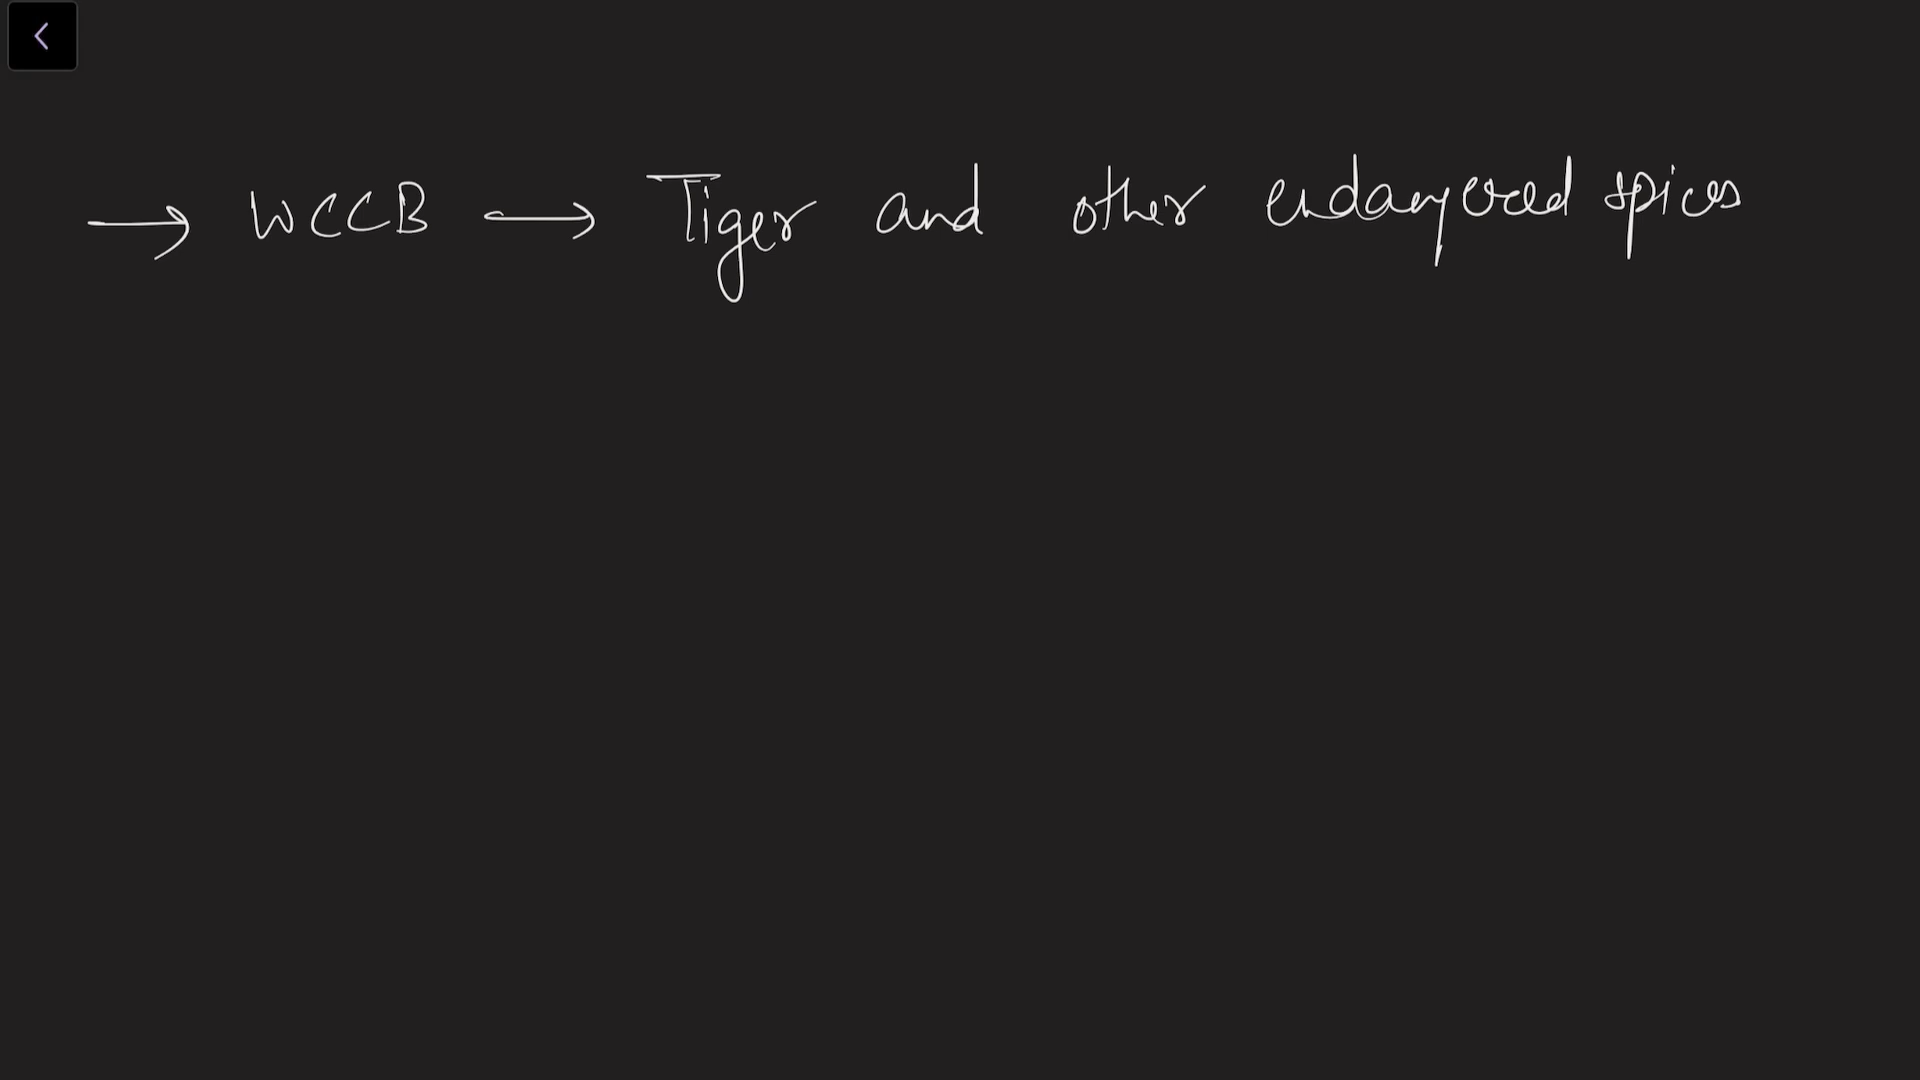 → WCCB → Tiger and other endangered spices